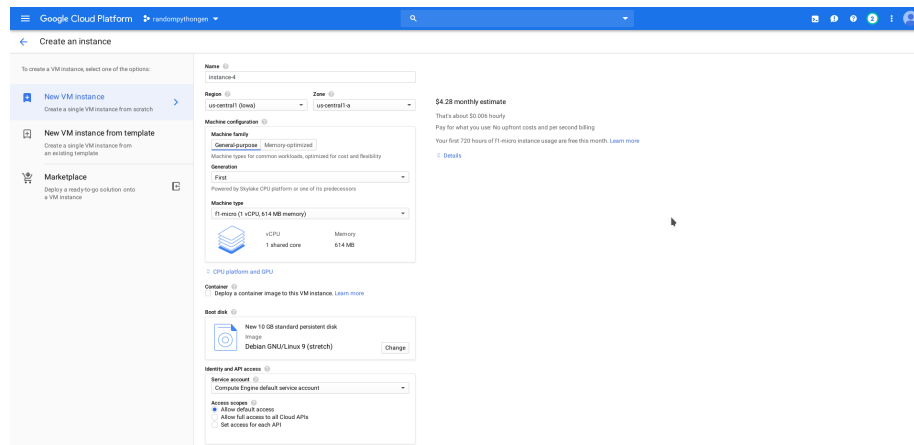 Google Cloud Platform
randompythongen
2
Create an instance
To create a VM instance, select one of the options:
New VM instance
Create a single VM instance from scratch
New VM instance from template
Create a single VM instance from
an existing template
Marketplace
Deploy a ready-to-go solution onto
a VM instance
Name
instance-4
Region
Zone
us-central1 (Iowa)
us-central1-a
Machine configuration
Machine family
General-purpose
Memory-optimized
Machine types for common workloads, optimized for cost and flexibility
Generation
First
Powered by Skylake CPU platform or one of its predecessors
Machine type
f1-micro (1 vCPU, 614 MB memory)
vCPU
Memory
1 shared core
614 MB
CPU platform and GPU
Container
Deploy a container image to this VM instance. Learn more
Boot disk
New 10 GB standard persistent disk
Image
Debian GNU/Linux 9 (stretch)
Change
Identity and API access
Service account
Compute Engine default service account
Access scopes
Allow default access
Allow full access to all Cloud APIs
Set access for each API
$4.28 monthly estimate
That's about $0.006 hourly
Pay for what you use: No upfront costs and per second billing
Your first 720 hours of f1-micro instance usage are free this month. Learn more
Details